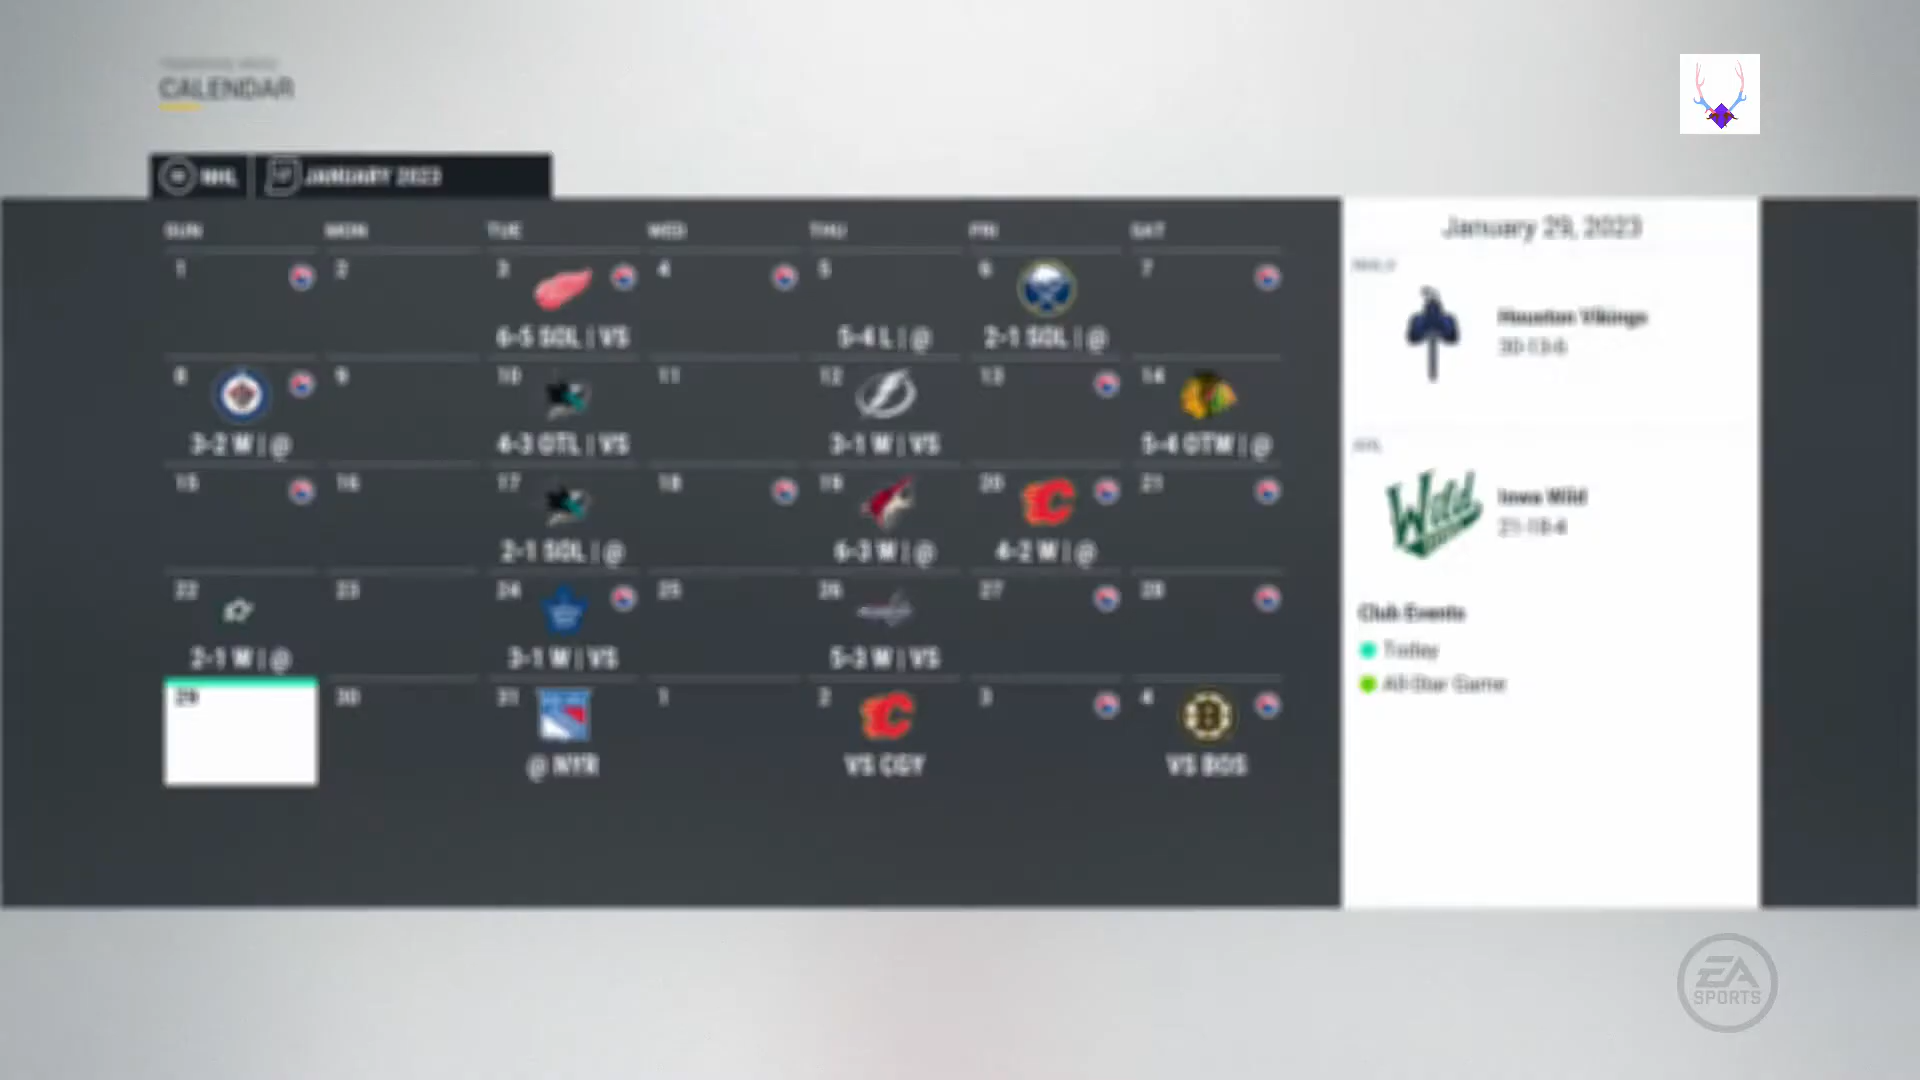 CALENDAR
NHL
JANUARY 2023
SUN MON TUE WED THU FRI SAT
1 2 3 4 5 6 7
6-5 SOL | VS 5-4 L | @ 2-1 SOL | @
8 9 10 11 12 13 14
3-2 W | @ 4-3 OTL | VS 3-1 W | VS 5-4 OTW | @
15 16 17 18 19 20 21
2-1 SOL | @ 6-3 W | @ 4-2 W | @
22 23 24 25 26 27 28
2-1 W | @ 3-1 W | VS 5-3 W | VS
29 30 31 1 2 3 4
@ NYR VS CGY VS BOS
January 29, 2023
Houston Vikings
30-13-6
Wild
Iowa Wild
Club Events
Today
All-Star Game
EA
SPORTS